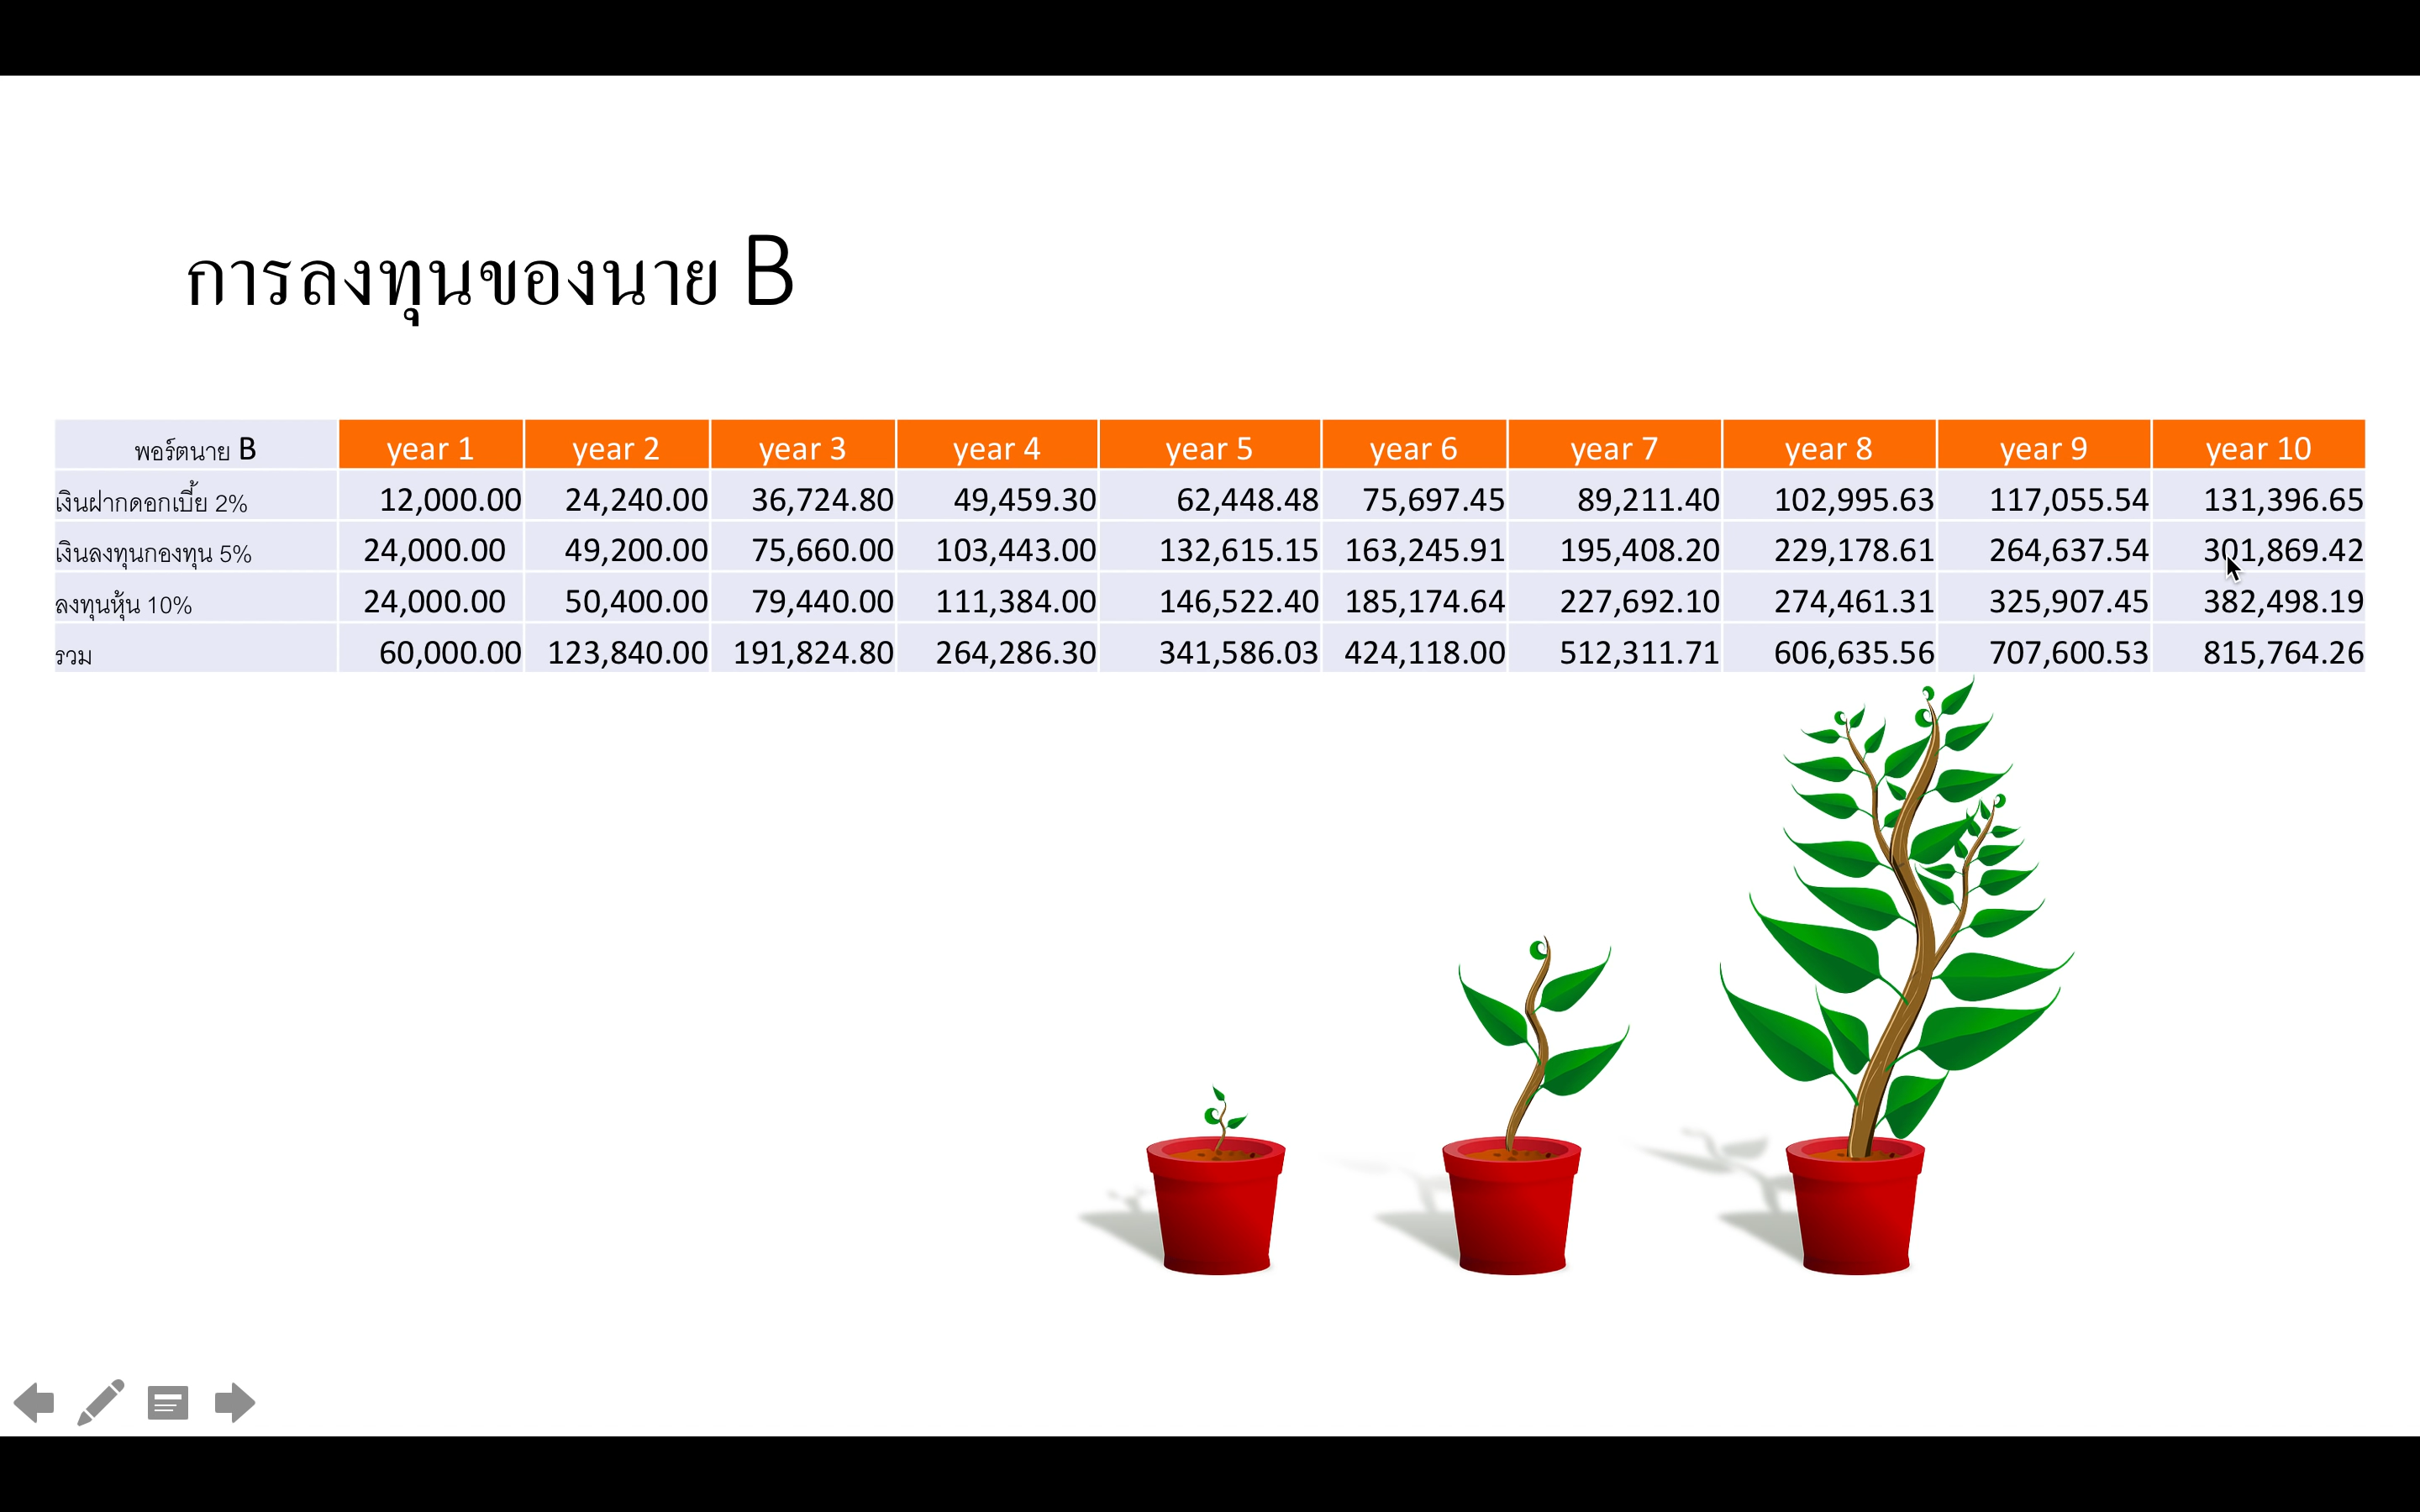 การลงทุนของนาย B
พอร์ตนาย B year 1 year 2 year 3 year 4 year 5 year 6 year 7 year 8 year 9 year 10
เงินฝากดอกเบี้ย 2% 12,000.00 24,240.00 36,724.80 49,459.30 62,448.48 75,697.45 89,211.40 102,995.63 117,055.54 131,396.65
เงินลงทุนกองทุน 5% 24,000.00 49,200.00 75,660.00 103,443.00 132,615.15 163,245.91 195,408.20 229,178.61 264,637.54 301,869.42
ลงทุนหุ้น 10% 24,000.00 50,400.00 79,440.00 111,384.00 146,522.40 185,174.64 227,692.10 274,461.31 325,907.45 382,498.19
รวม 60,000.00 123,840.00 191,824.80 264,286.30 341,586.03 424,118.00 512,311.71 606,635.56 707,600.53 815,764.26